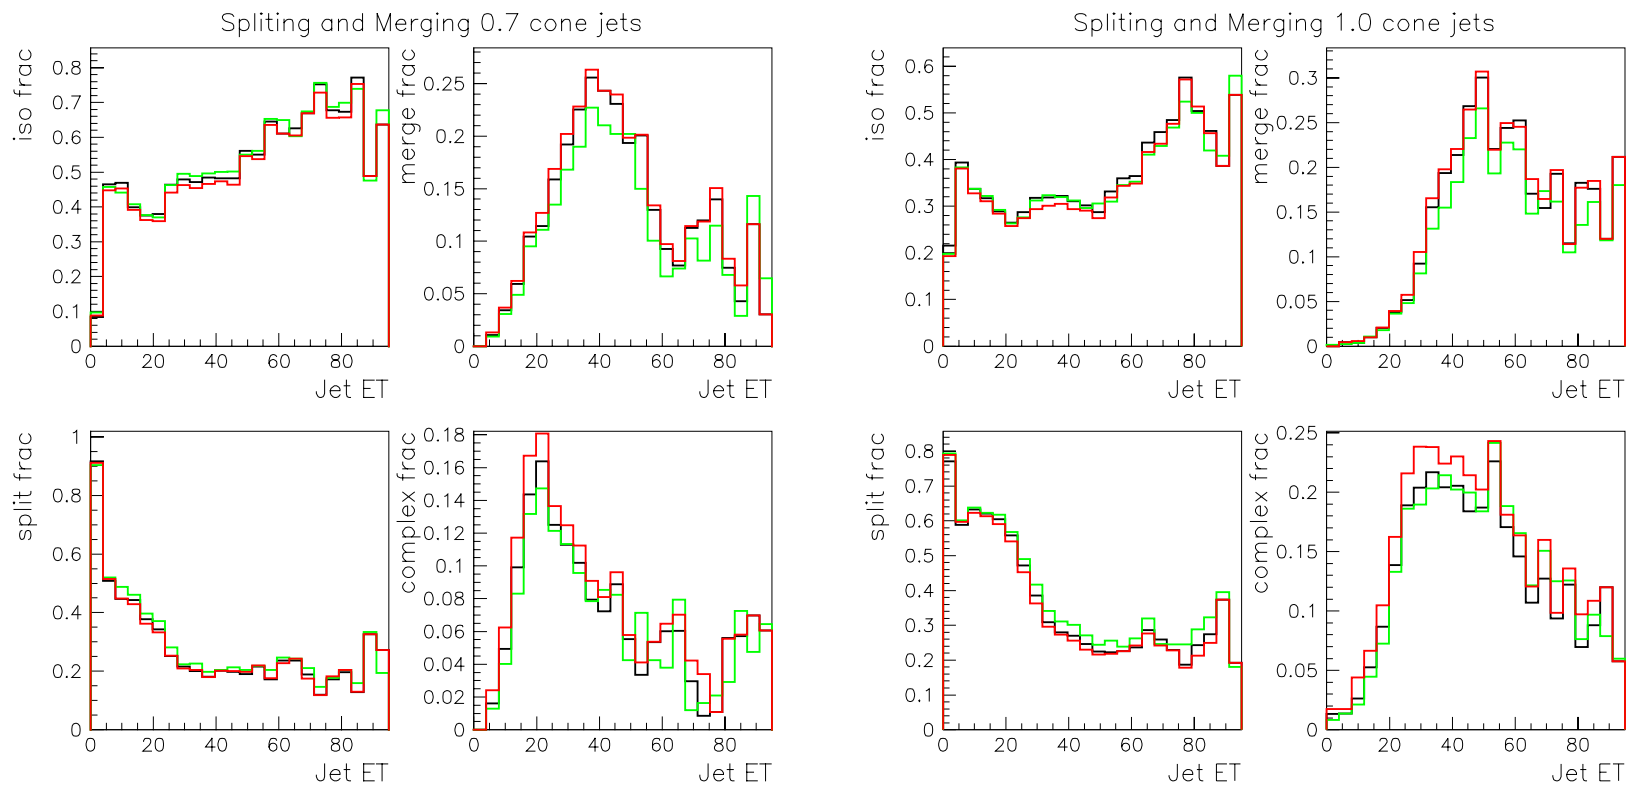 Spliting and Merging 0.7 cone jets
iso frac
0.8
0.7
0.6
0.5
0.4
0.3
0.2
0.1
0
0 20 40 60 80
Jet ET
merge frac
0.25
0.2
0.15
0.1
0.05
0
0 20 40 60 80
Jet ET
split frac
1
0.8
0.6
0.4
0.2
0
0 20 40 60 80
Jet ET
complex frac
0.18
0.16
0.14
0.12
0.1
0.08
0.06
0.04
0.02
0
0 20 40 60 80
Jet ET
Spliting and Merging 1.0 cone jets
iso frac
0.6
0.5
0.4
0.3
0.2
0.1
0
0 20 40 60 80
Jet ET
merge frac
0.3
0.25
0.2
0.15
0.1
0.05
0
0 20 40 60 80
Jet ET
split frac
0.8
0.7
0.6
0.5
0.4
0.3
0.2
0.1
0
0 20 40 60 80
Jet ET
complex frac
0.25
0.2
0.15
0.1
0.05
0
0 20 40 60 80
Jet ET